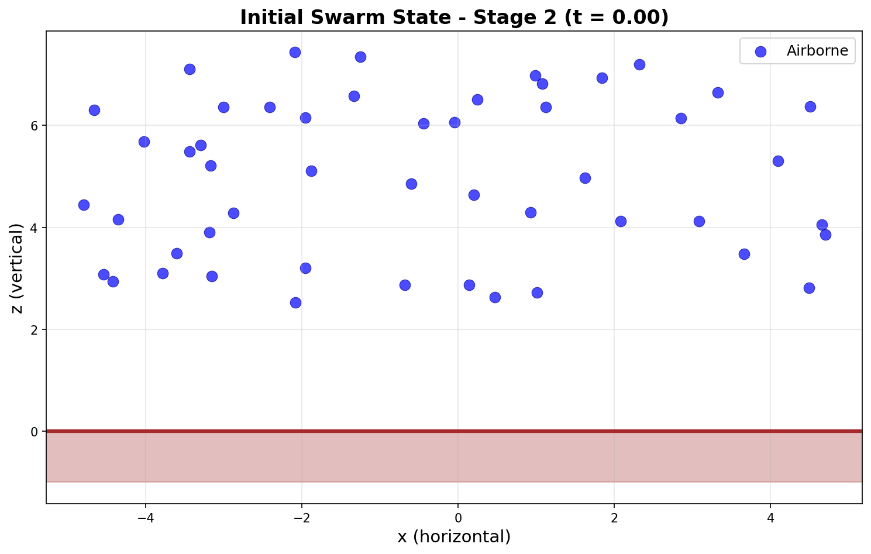 Initial Swarm State - Stage 2 (t = 0.00)
Airborne
z (vertical)
6
4
2
0
−4
−2
0
2
4
x (horizontal)